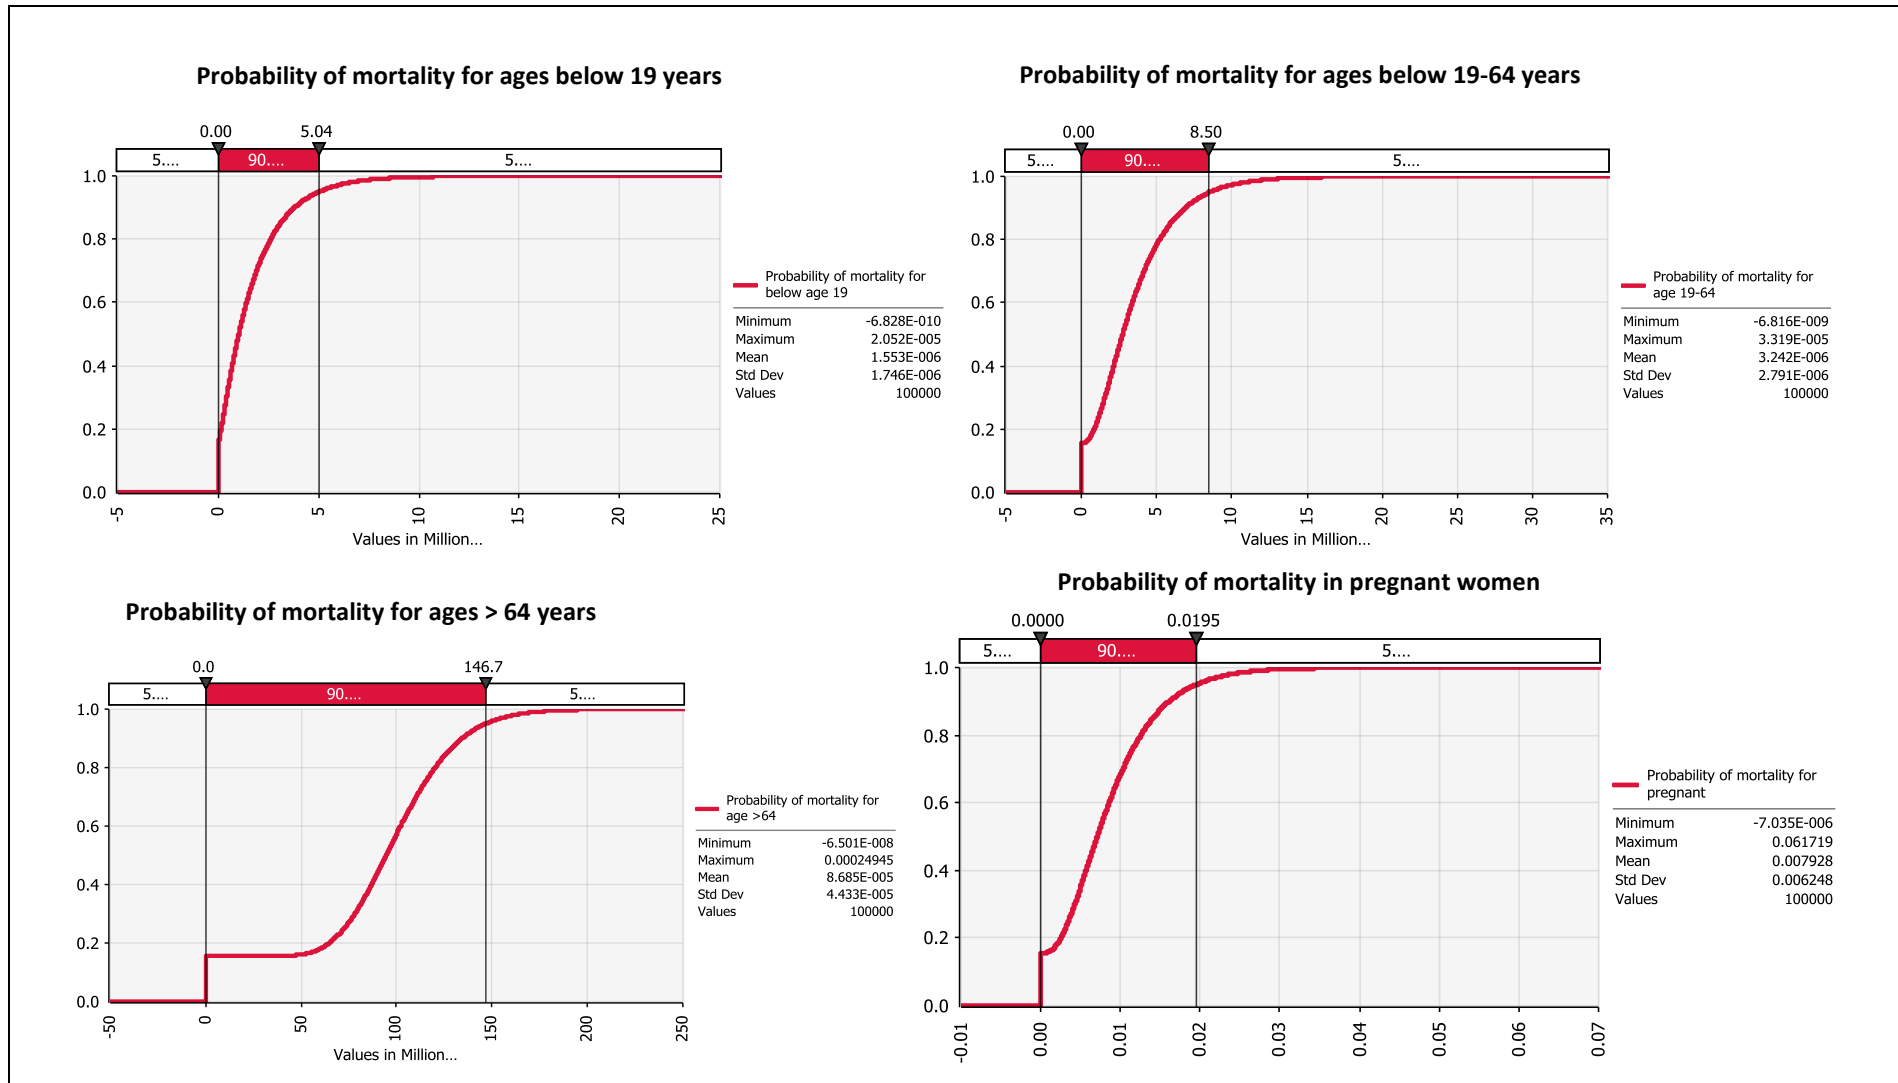 Probability of mortality for ages below 19 years
0.00 5.04
5.... 90.... 5....
1.0
0.8
0.6
0.4
0.2
0.0
-5 0 5 10 15 20 25
Values in Million...
Probability of mortality for
below age 19
Minimum -6.828E-010
Maximum 2.052E-005
Mean 1.553E-006
Std Dev 1.746E-006
Values 100000
Probability of mortality for ages below 19-64 years
0.00 8.50
5.... 90.... 5....
1.0
0.8
0.6
0.4
0.2
0.0
-5 0 5 10 15 20 25 30 35
Values in Million...
Probability of mortality for
age 19-64
Minimum -6.816E-009
Maximum 3.319E-005
Mean 3.242E-006
Std Dev 2.791E-006
Values 100000
Probability of mortality for ages > 64 years
0.0 146.7
5.... 90.... 5....
1.0
0.8
0.6
0.4
0.2
0.0
-50 0 50 100 150 200 250
Values in Million...
Probability of mortality for
age >64
Minimum -6.501E-008
Maximum 0.00024945
Mean 8.685E-005
Std Dev 4.433E-005
Values 100000
Probability of mortality in pregnant women
0.0000 0.0195
5.... 90.... 5....
1.0
0.8
0.6
0.4
0.2
0.0
-0.01 0.00 0.01 0.02 0.03 0.04 0.05 0.06 0.07
Probability of mortality for
pregnant
Minimum -7.035E-006
Maximum 0.061719
Mean 0.007928
Std Dev 0.006248
Values 100000